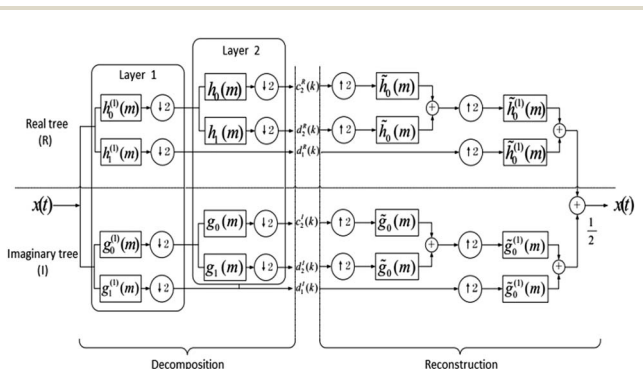 Layer 2
Layer 1
h₀(m) ↓2 c₂ᴿ(k) ↑2 h̃₀(m)
h₀⁽¹⁾(m) ↓2 ↑2 h̃₀⁽¹⁾(m)
Real tree
(R)
h₁(m) ↓2 d₂ᴿ(k) ↑2 h̃₀(m)
h₁⁽¹⁾(m) ↓2 d₁ᴿ(k) ↑2 h̃₀⁽¹⁾(m)
x(t) + x(t)
1/2
g₀(m) ↓2 c₂ᴵ(k) ↑2 g̃₀(m)
Imaginary tree
(I)
g₀⁽¹⁾(m) ↓2 ↑2 g̃₀⁽¹⁾(m)
g₁(m) ↓2 d₂ᴵ(k) ↑2 g̃₀(m)
g₁⁽¹⁾(m) ↓2 d₁ᴵ(k) ↑2 g̃₀⁽¹⁾(m)
Decomposition Reconstruction